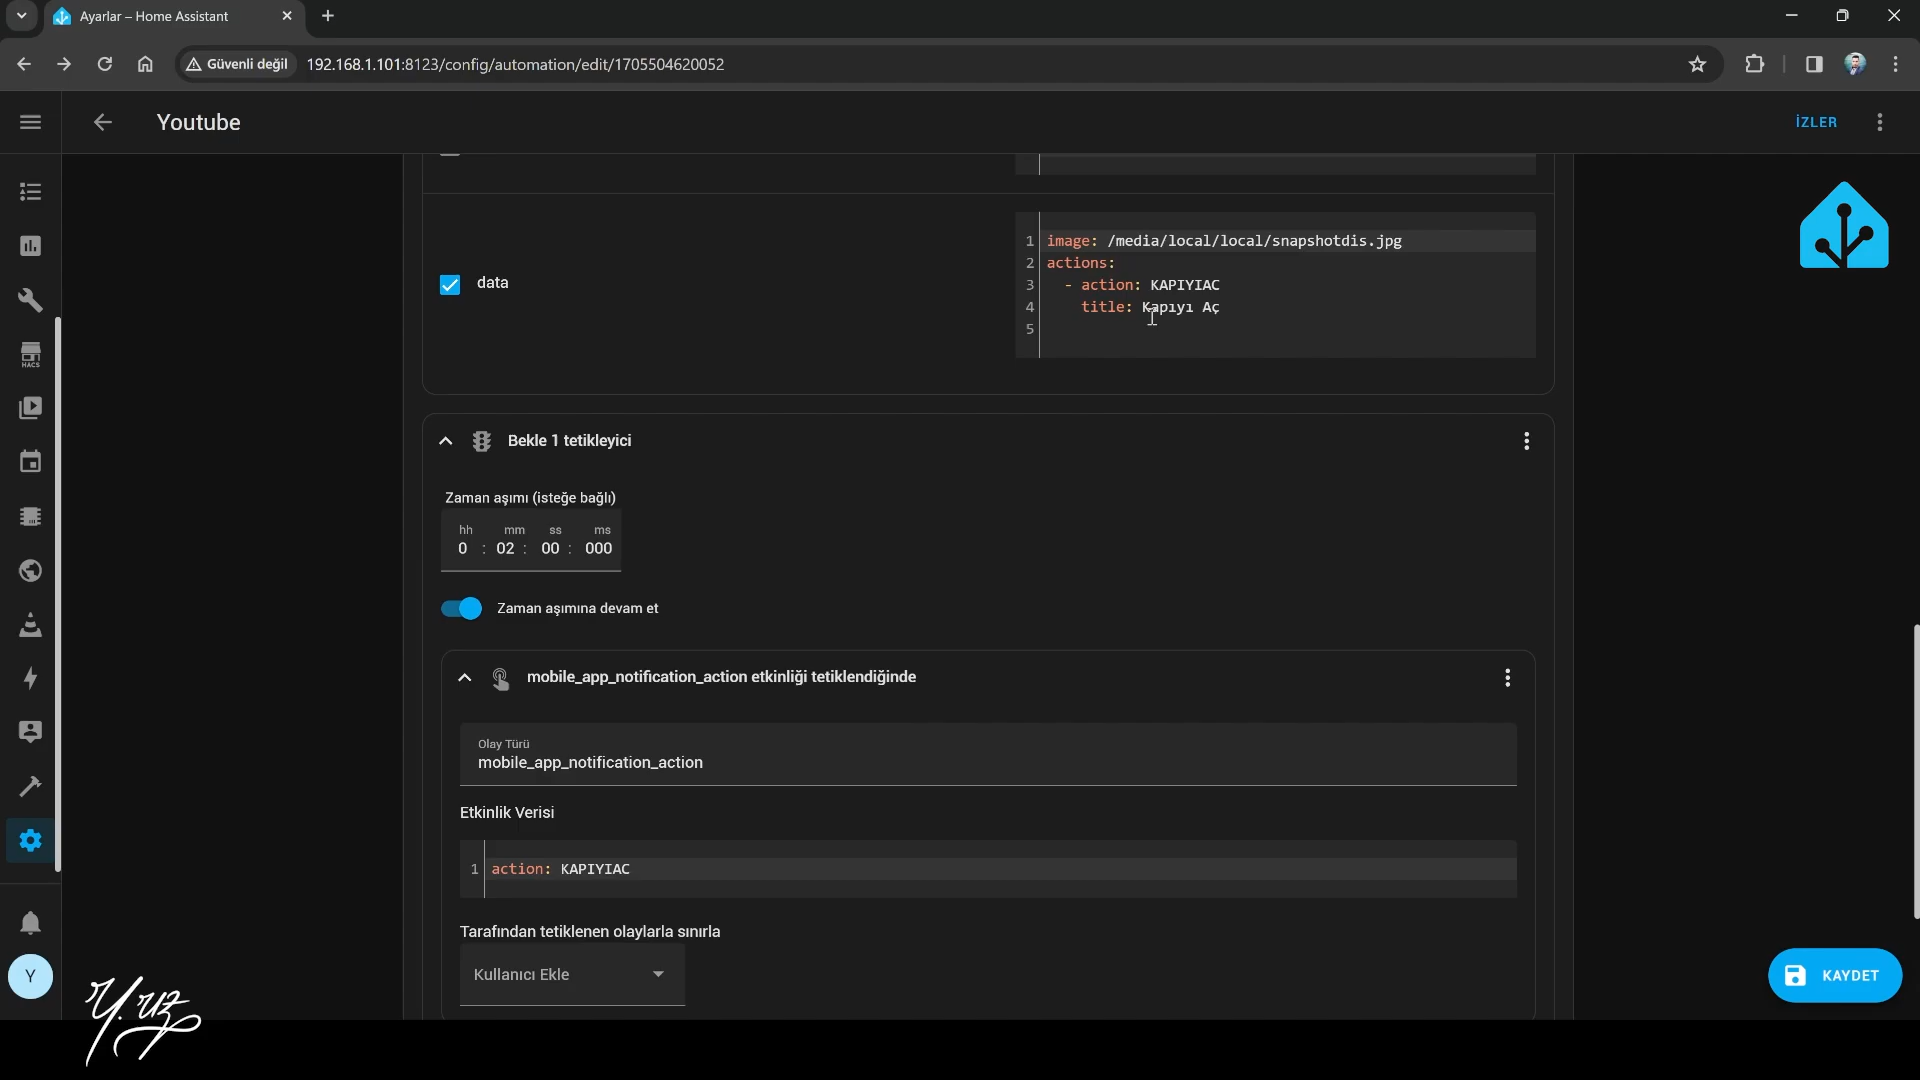 Ayarlar – Home Assistant
Güvenli değil
192.168.1.101:8123/config/automation/edit/1705504620052
Youtube
İZLER
HACS
data
1 image: /media/local/local/snapshotdis.jpg
2 actions:
3 - action: KAPIYIAC
4 title: Kapıyı Aç
5
Bekle 1 tetikleyici
Zaman aşımı (isteğe bağlı)
hh mm ss ms
0 : 02 : 00 : 000
Zaman aşımına devam et
mobile_app_notification_action etkinliği tetiklendiğinde
Olay Türü
mobile_app_notification_action
Etkinlik Verisi
1 action: KAPIYIAC
Tarafından tetiklenen olaylarla sınırla
Kullanıcı Ekle
KAYDET
Y
Y.uz